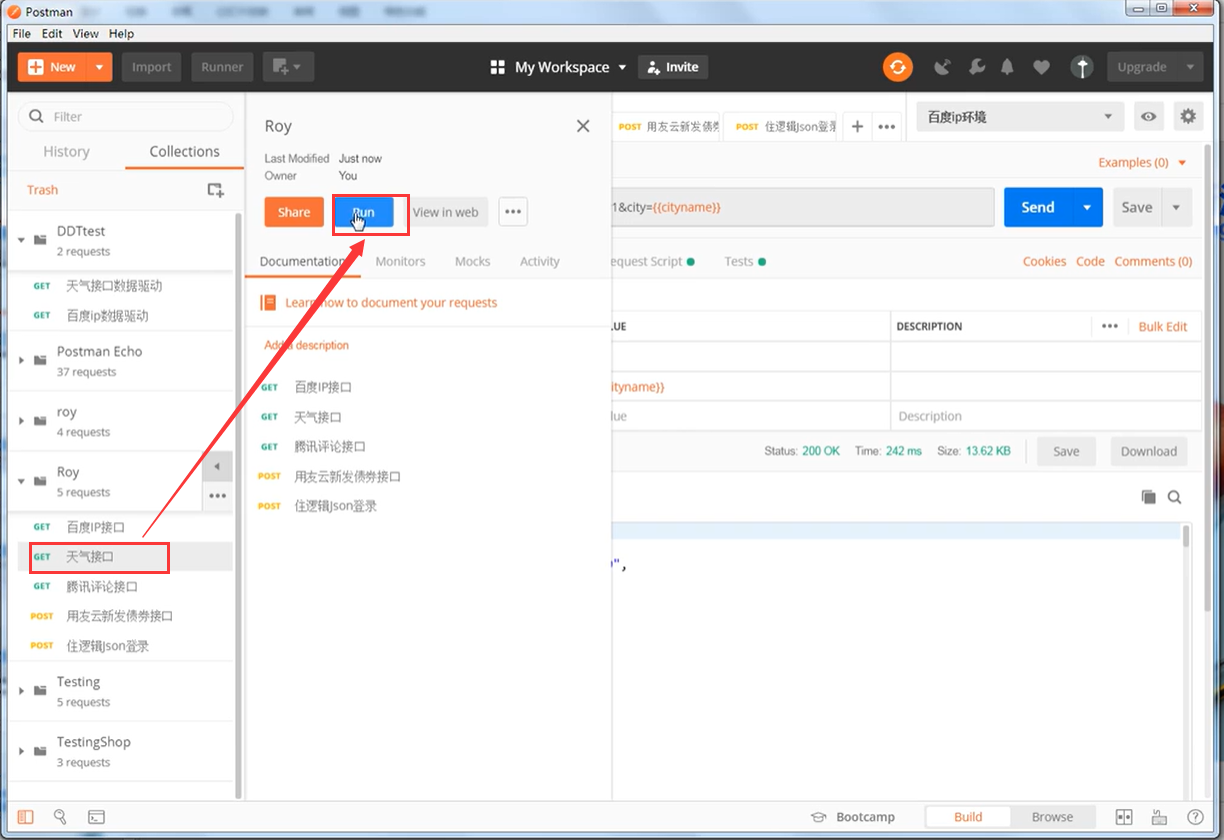 Postman
File Edit View Help
New
Import
Runner
My Workspace
Invite
Upgrade
Filter
History
Collections
Trash
DDTtest
2 requests
GET 天气接口数据驱动
GET 百度ip数据驱动
Postman Echo
37 requests
roy
4 requests
Roy
5 requests
GET 百度IP接口
GET 天气接口
GET 腾讯评论接口
POST 用友云新发债券接口
POST 住逻辑Json登录
Testing
5 requests
TestingShop
3 requests
Roy
Last Modified Just now
Owner You
Share
Run
View in web
Documentation
Monitors
Mocks
Activity
Learn how to document your requests
Add a description
GET 百度IP接口
GET 天气接口
GET 腾讯评论接口
POST 用友云新发债券接口
POST 住逻辑Json登录
POST 用友云新发债券
POST 住逻辑Json登录
百度ip环境
Examples (0)
1&city={{cityname}}
Send
Save
equest Script
Tests
Cookies Code Comments (0)
LUE
DESCRIPTION
Bulk Edit
ityname}}
lue
Description
Status: 200 OK Time: 242 ms Size: 13.62 KB
Save
Download
",
Bootcamp
Build
Browse